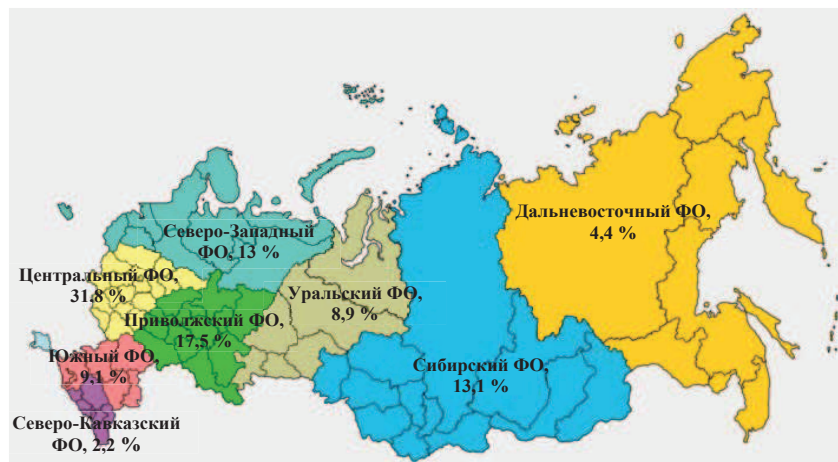 Дальневосточный ФО,
4,4 %
Северо-Западный
ФО, 13 %
Центральный ФО,
31.8 %
Уральский ФО,
8,9 %
Приволжский ФО,
17,5 %
Южный ФО,
9,1 %
Сибирский ФО,
13,1 %
Северо-Кавказский
ФО, 2,2 %